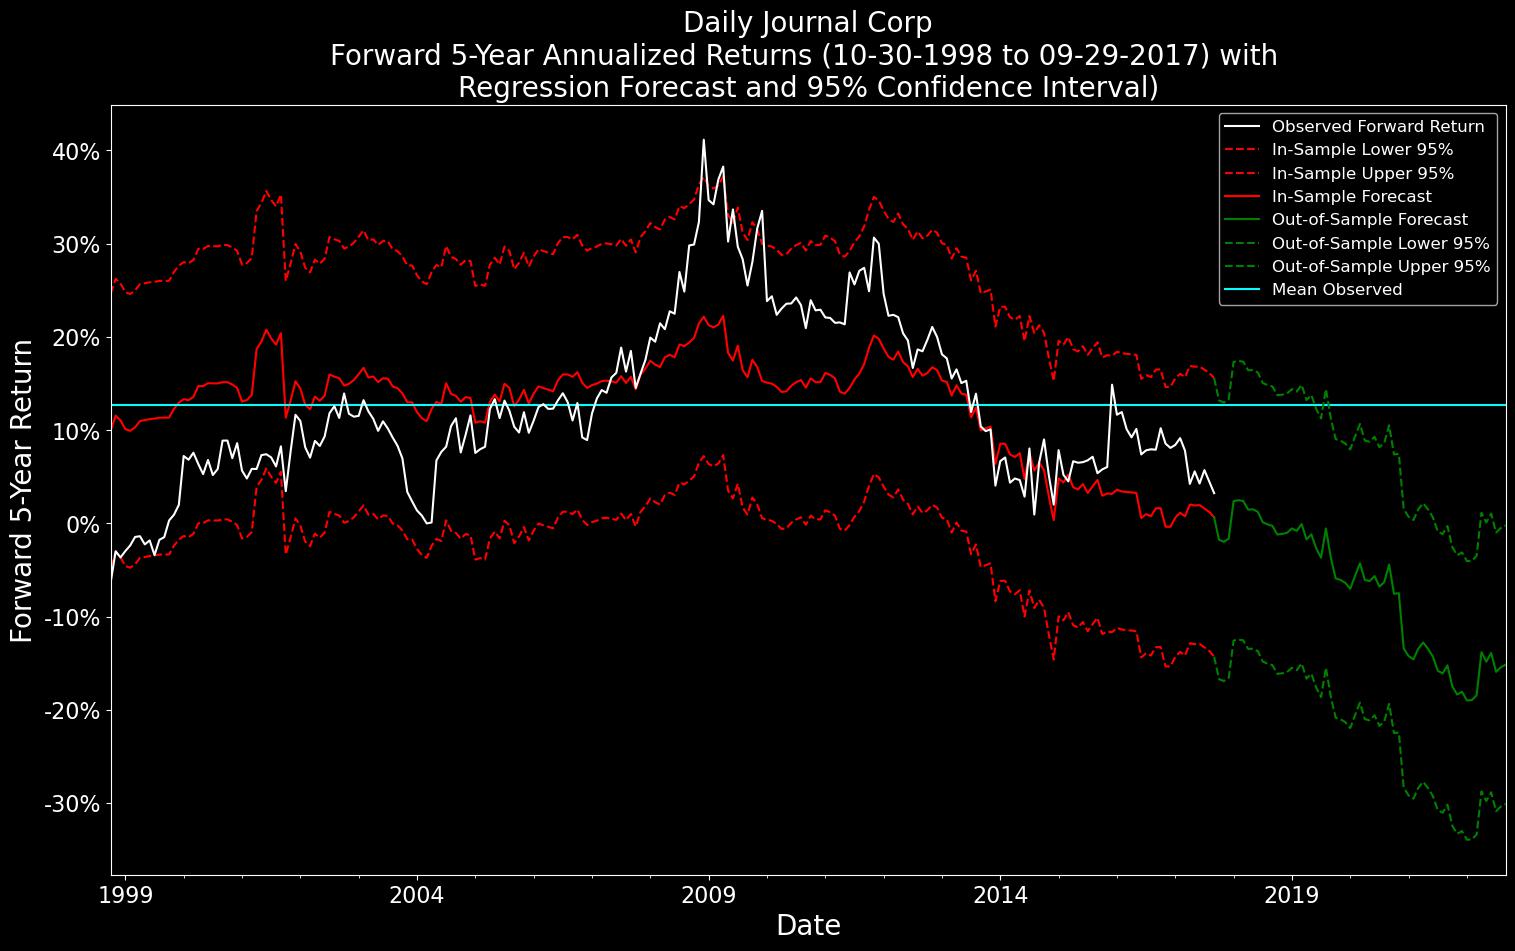 Daily Journal Corp
Forward 5-Year Annualized Returns (10-30-1998 to 09-29-2017) with
Regression Forecast and 95% Confidence Interval)
Observed Forward Return
In-Sample Lower 95%
In-Sample Upper 95%
In-Sample Forecast
Out-of-Sample Forecast
Out-of-Sample Lower 95%
Out-of-Sample Upper 95%
Mean Observed
Forward 5-Year Return
40%
30%
20%
10%
0%
-10%
-20%
-30%
1999
2004
2009
2014
2019
Date